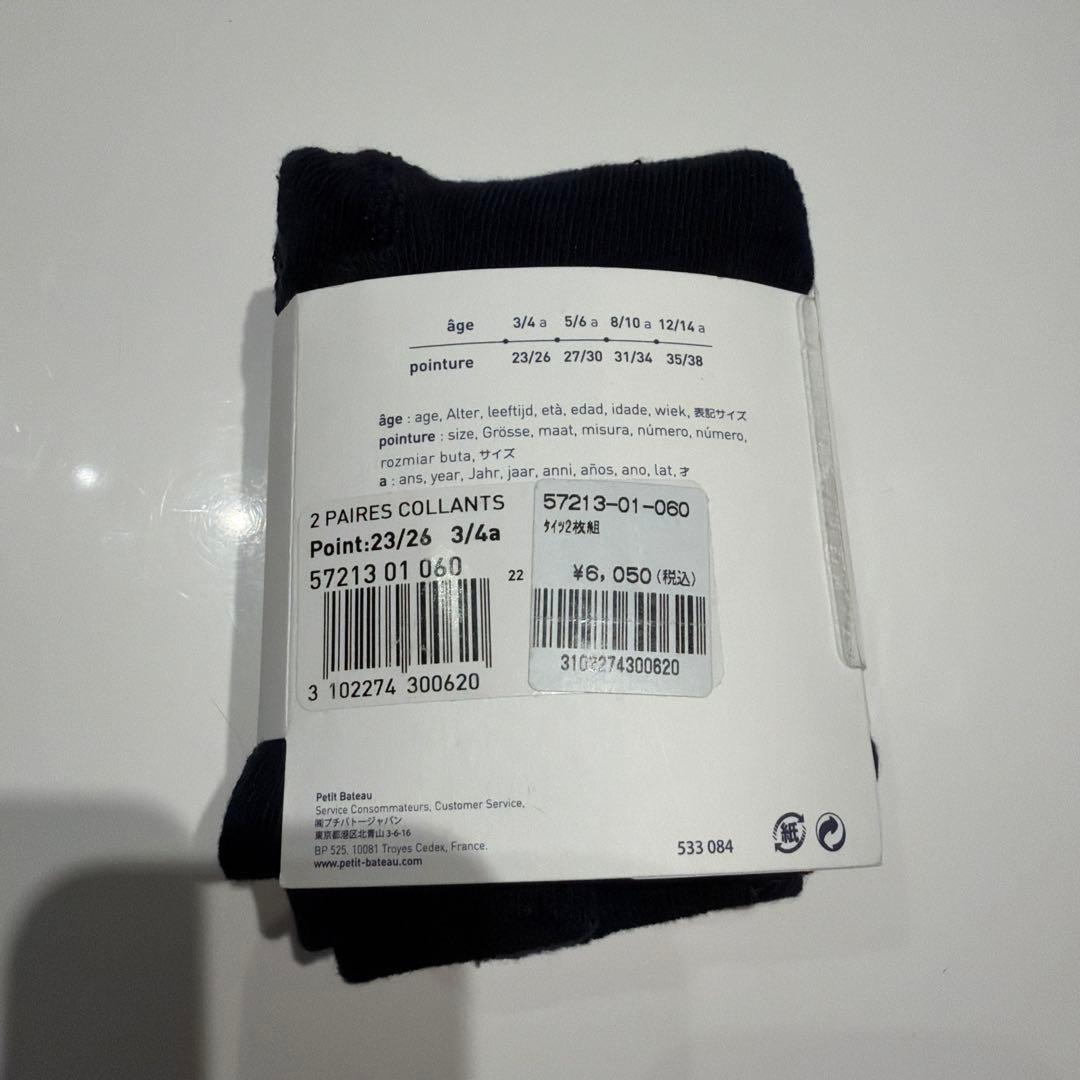 âge 3/4 a 5/6 a 8/10 a 12/14 a
pointure 23/26 27/30 31/34 35/38
âge : age, Alter, leeftijd, età, edad, idade, wiek, 表記サイズ
pointure : size, Grösse, maat, misura, número, número,
rozmiar buta, サイズ
a : ans, year, Jahr, jaar, anni, años, ano, lat,才
2 PAIRES COLLANTS
Point:23/26 3/4a
57213 01 060
22
3 102274 300620
57213-01-060
ﾀｲﾂ2枚組
¥6,050(税込)
3102274300620
Petit Bateau
Service Consommateurs, Customer Service,
㈱プチバトージャパン
東京都港区北青山 3-6-16
BP 525. 10081 Troyes Cedex, France.
www.petit-bateau.com
533 084
紙